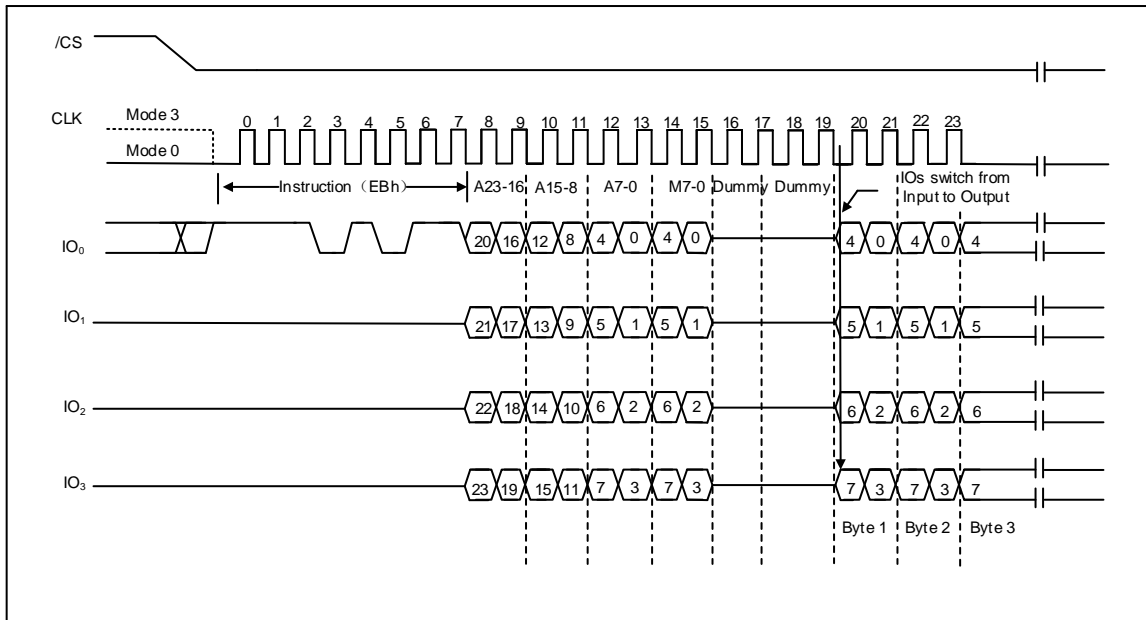 /CS
CLK
Mode 3
Mode 0
0 1 2 3 4 5 6 7 8 9 10 11 12 13 14 15 16 17 18 19 20 21 22 23
Instruction（EBh）
A23-16 A15-8 A7-0 M7-0 Dummy Dummy
IOs switch from
Input to Output
IO₀
20 16 12 8 4 0 4 0 4 0 4 0 4
IO₁
21 17 13 9 5 1 5 1 5 1 5 1 5
IO₂
22 18 14 10 6 2 6 2 6 2 6 2 6
IO₃
23 19 15 11 7 3 7 3 7 3 7 3 7
Byte 1 Byte 2 Byte 3